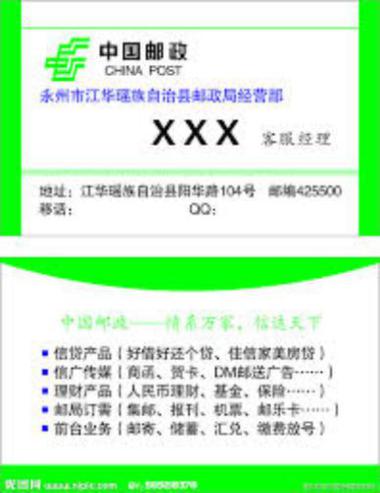 中国邮政
CHINA POST
永州市江华瑶族自治县邮政局经营部
XXX 客服经理
地址：江华瑶族自治县阳华路104号 邮编425500
移话： QQ：
中国邮政——情系万家，信达天下
信贷产品（好借好还个贷、佳信家美房贷）
信广传媒（商函、贺卡、DM邮送广告……）
理财产品（人民币理财、基金、保险……）
邮局订需（集邮、报刊、机票、邮乐卡……）
前台业务（邮寄、储蓄、汇兑、缴费放号）
昵图网 www.nipic.com